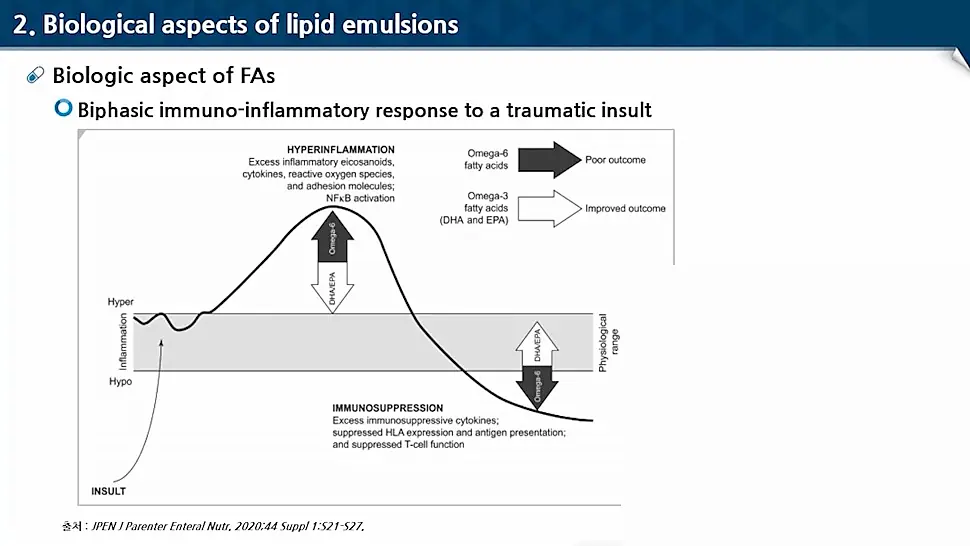 2. Biological aspects of lipid emulsions
Biologic aspect of FAs
Biphasic immuno-inflammatory response to a traumatic insult
HYPERINFLAMMATION
Excess inflammatory eicosanoids,
cytokines, reactive oxygen species,
and adhesion molecules;
NFκB activation
Omega-6
fatty acids
Poor outcome
Omega-3
fatty acids
(DHA and EPA)
Improved outcome
Omega-6
DHA/EPA
Hyper
Inflammation
Hypo
DHA/EPA
Omega-6
Physiological
range
IMMUNOSUPPRESSION
Excess immunosuppressive cytokines;
suppressed HLA expression and antigen presentation;
and suppressed T-cell function
INSULT
출처 : JPEN J Parenter Enteral Nutr. 2020;44 Suppl 1:S21-S27.